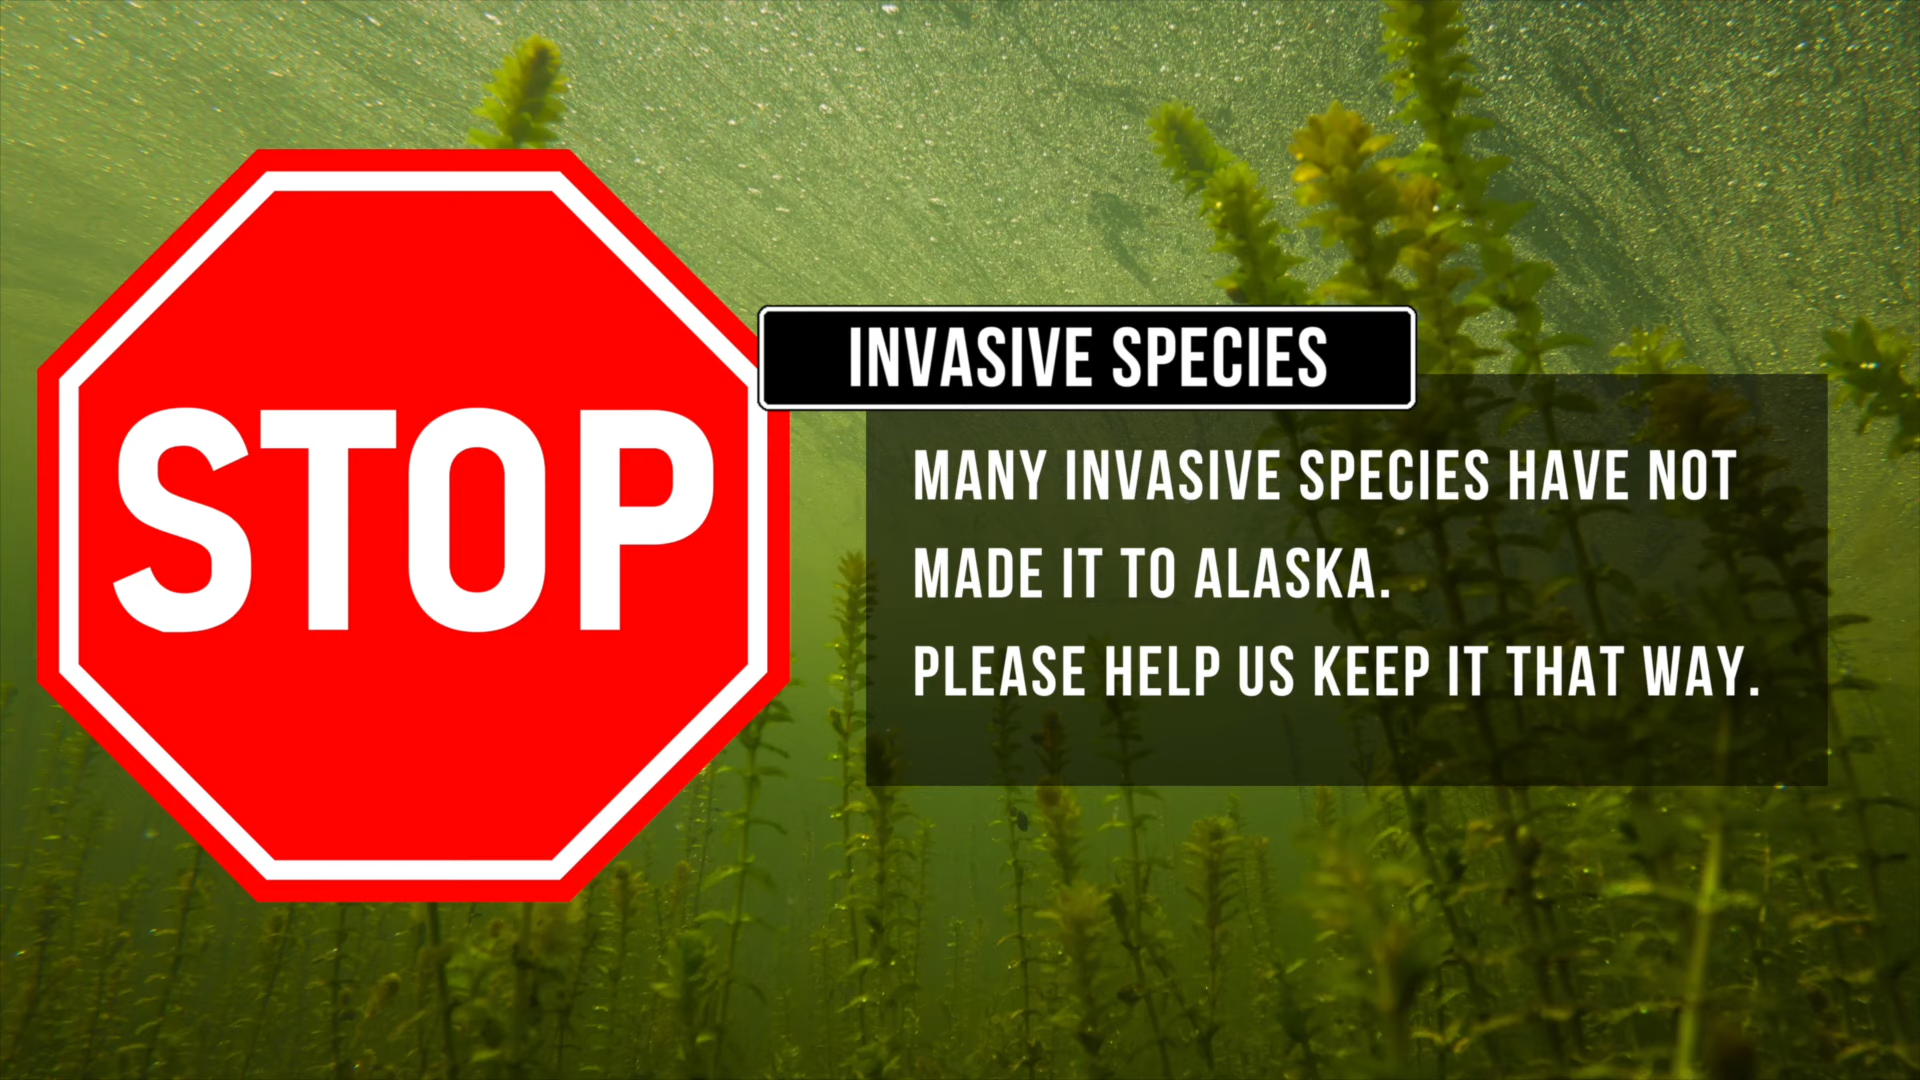 STOP
INVASIVE SPECIES
MANY INVASIVE SPECIES HAVE NOT
MADE IT TO ALASKA.
PLEASE HELP US KEEP IT THAT WAY.